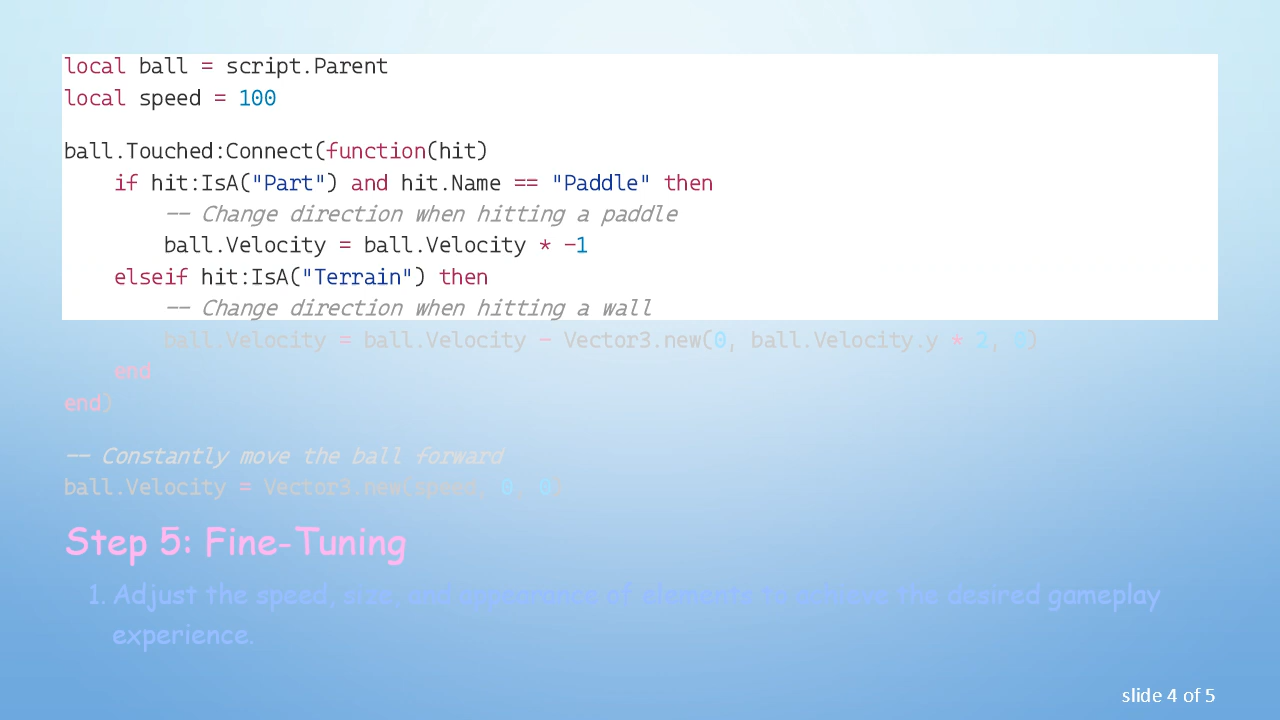 local ball = script.Parent
local speed = 100
ball.Touched:Connect(function(hit)
    if hit:IsA("Part") and hit.Name == "Paddle" then
        -- Change direction when hitting a paddle
        ball.Velocity = ball.Velocity * -1
    elseif hit:IsA("Terrain") then
        -- Change direction when hitting a wall
        ball.Velocity = ball.Velocity - Vector3.new(0, ball.Velocity.y * 2, 0)
    end
end)
-- Constantly move the ball forward
ball.Velocity = Vector3.new(speed, 0, 0)
Step 5: Fine-Tuning
1. Adjust the speed, size, and appearance of elements to achieve the desired gameplay
experience.
slide 4 of 5